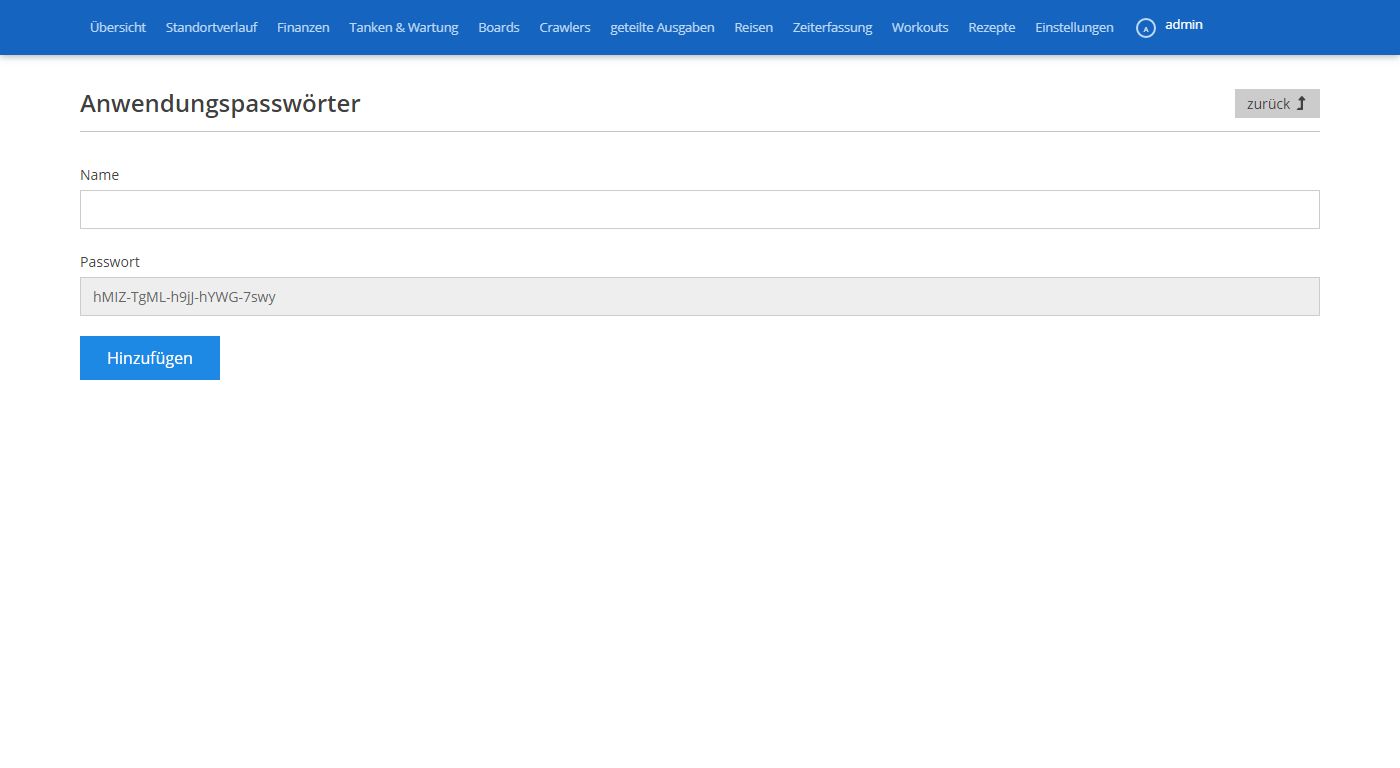 Übersicht Standortverlauf Finanzen Tanken & Wartung Boards Crawlers geteilte Ausgaben Reisen Zeiterfassung Workouts Rezepte Einstellungen A admin
Anwendungspasswörter zurück
Name
Passwort
hMIZ-TgML-h9jJ-hYWG-7swy
Hinzufügen